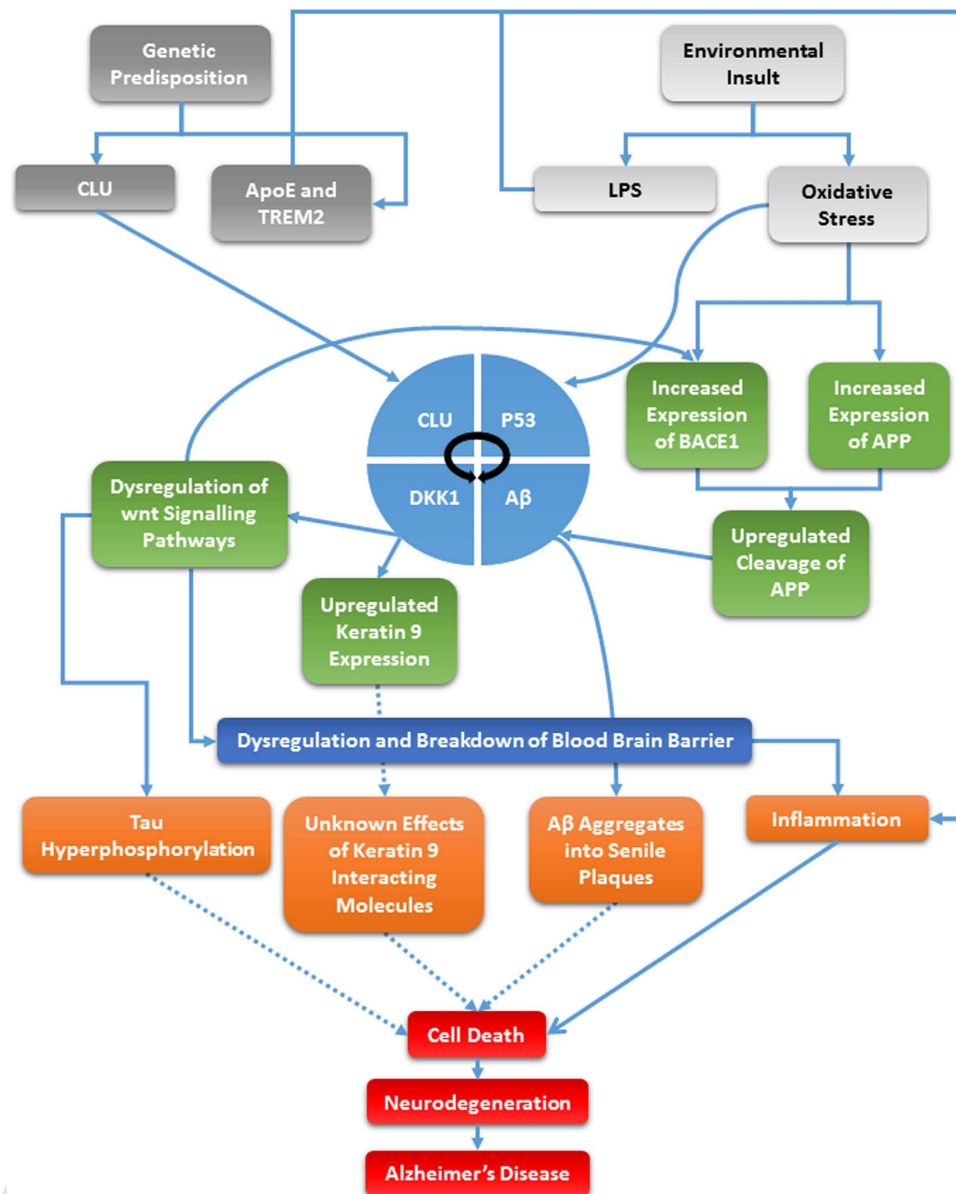 Genetic
Predisposition
Environmental
Insult
CLU
ApoE and
TREM2
LPS
Oxidative
Stress
CLU
P53
DKK1
Aβ
Increased
Expression
of BACE1
Increased
Expression
of APP
Dysregulation of
wnt Signalling
Pathways
Upregulated
Cleavage of
APP
Upregulated
Keratin 9
Expression
Dysregulation and Breakdown of Blood Brain Barrier
Tau
Hyperphosphorylation
Unknown Effects
of Keratin 9
Interacting
Molecules
Aβ Aggregates
into Senile
Plaques
Inflammation
Cell Death
Neurodegeneration
Alzheimer's Disease